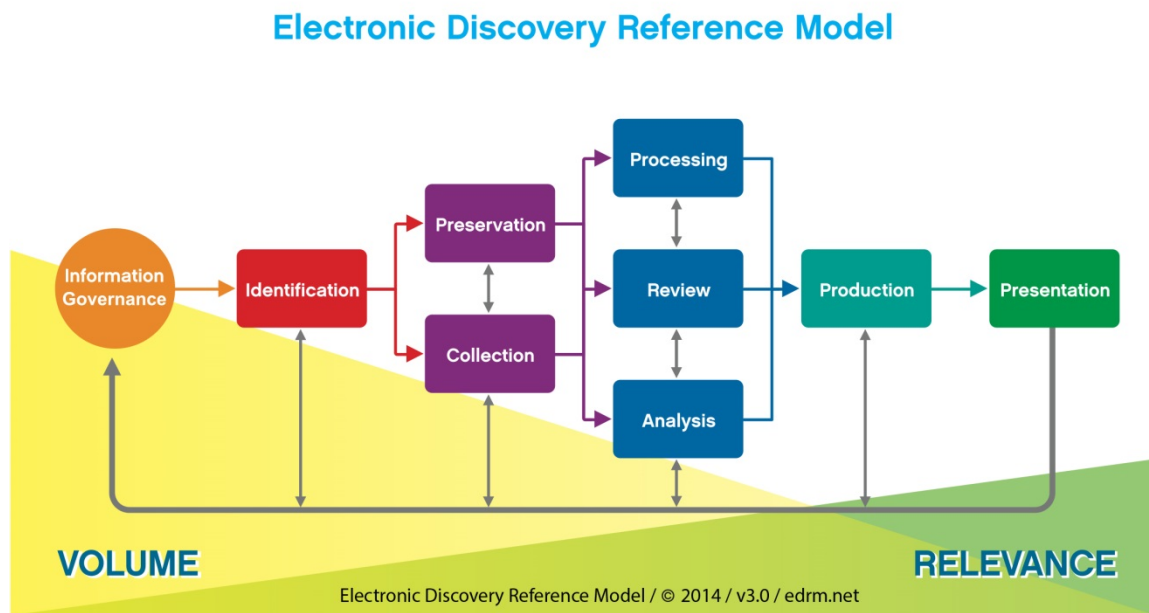 Electronic Discovery Reference Model
Information
Governance
Identification
Preservation
Collection
Processing
Review
Analysis
Production
Presentation
VOLUME
RELEVANCE
Electronic Discovery Reference Model / © 2014 / v3.0 / edrm.net